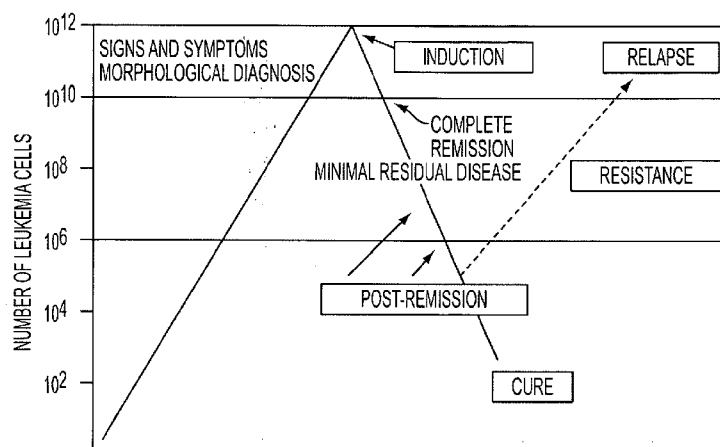 10¹²
SIGNS AND SYMPTOMS
MORPHOLOGICAL DIAGNOSIS
INDUCTION
RELAPSE
10¹⁰
COMPLETE
REMISSION
MINIMAL RESIDUAL DISEASE
10⁸
RESISTANCE
10⁶
POST-REMISSION
10⁴
10²
CURE
NUMBER OF LEUKEMIA CELLS